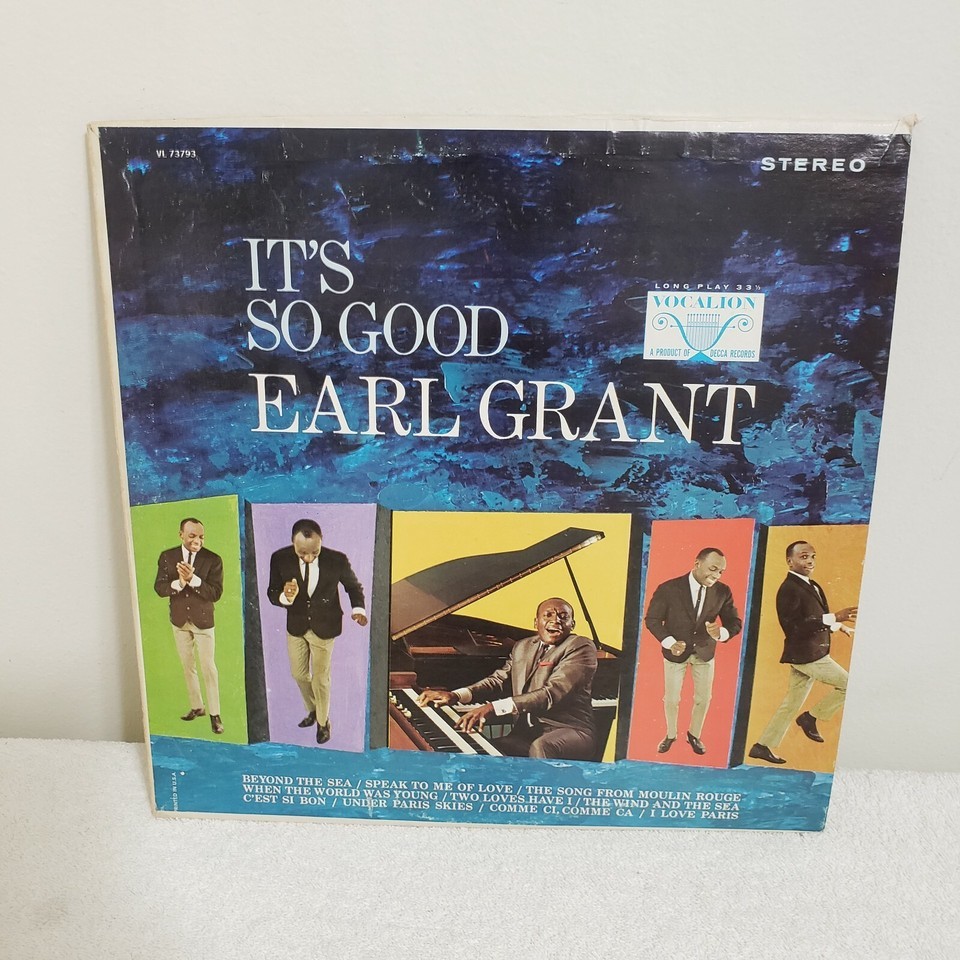 VL 73793
STEREO
IT'S
SO GOOD
EARL GRANT
LONG PLAY 33⅓
VOCALION
A PRODUCT OF DECCA RECORDS
BEYOND THE SEA / SPEAK TO ME OF LOVE / THE SONG FROM MOULIN ROUGE
WHEN THE WORLD WAS YOUNG / TWO LOVES HAVE I / THE WIND AND THE SEA
C'EST SI BON / UNDER PARIS SKIES / COMME CI, COMME CA / I LOVE PARIS
PRINTED IN U.S.A.